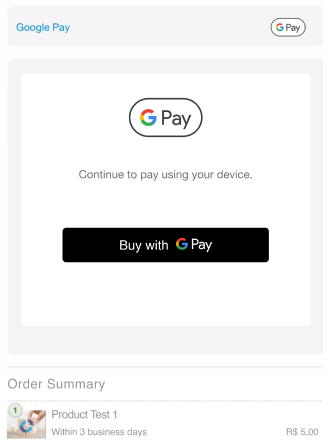 Google Pay
G Pay
G Pay
Continue to pay using your device.
Buy with G Pay
Order Summary
1
Product Test 1
Within 3 business days
R$ 5,00